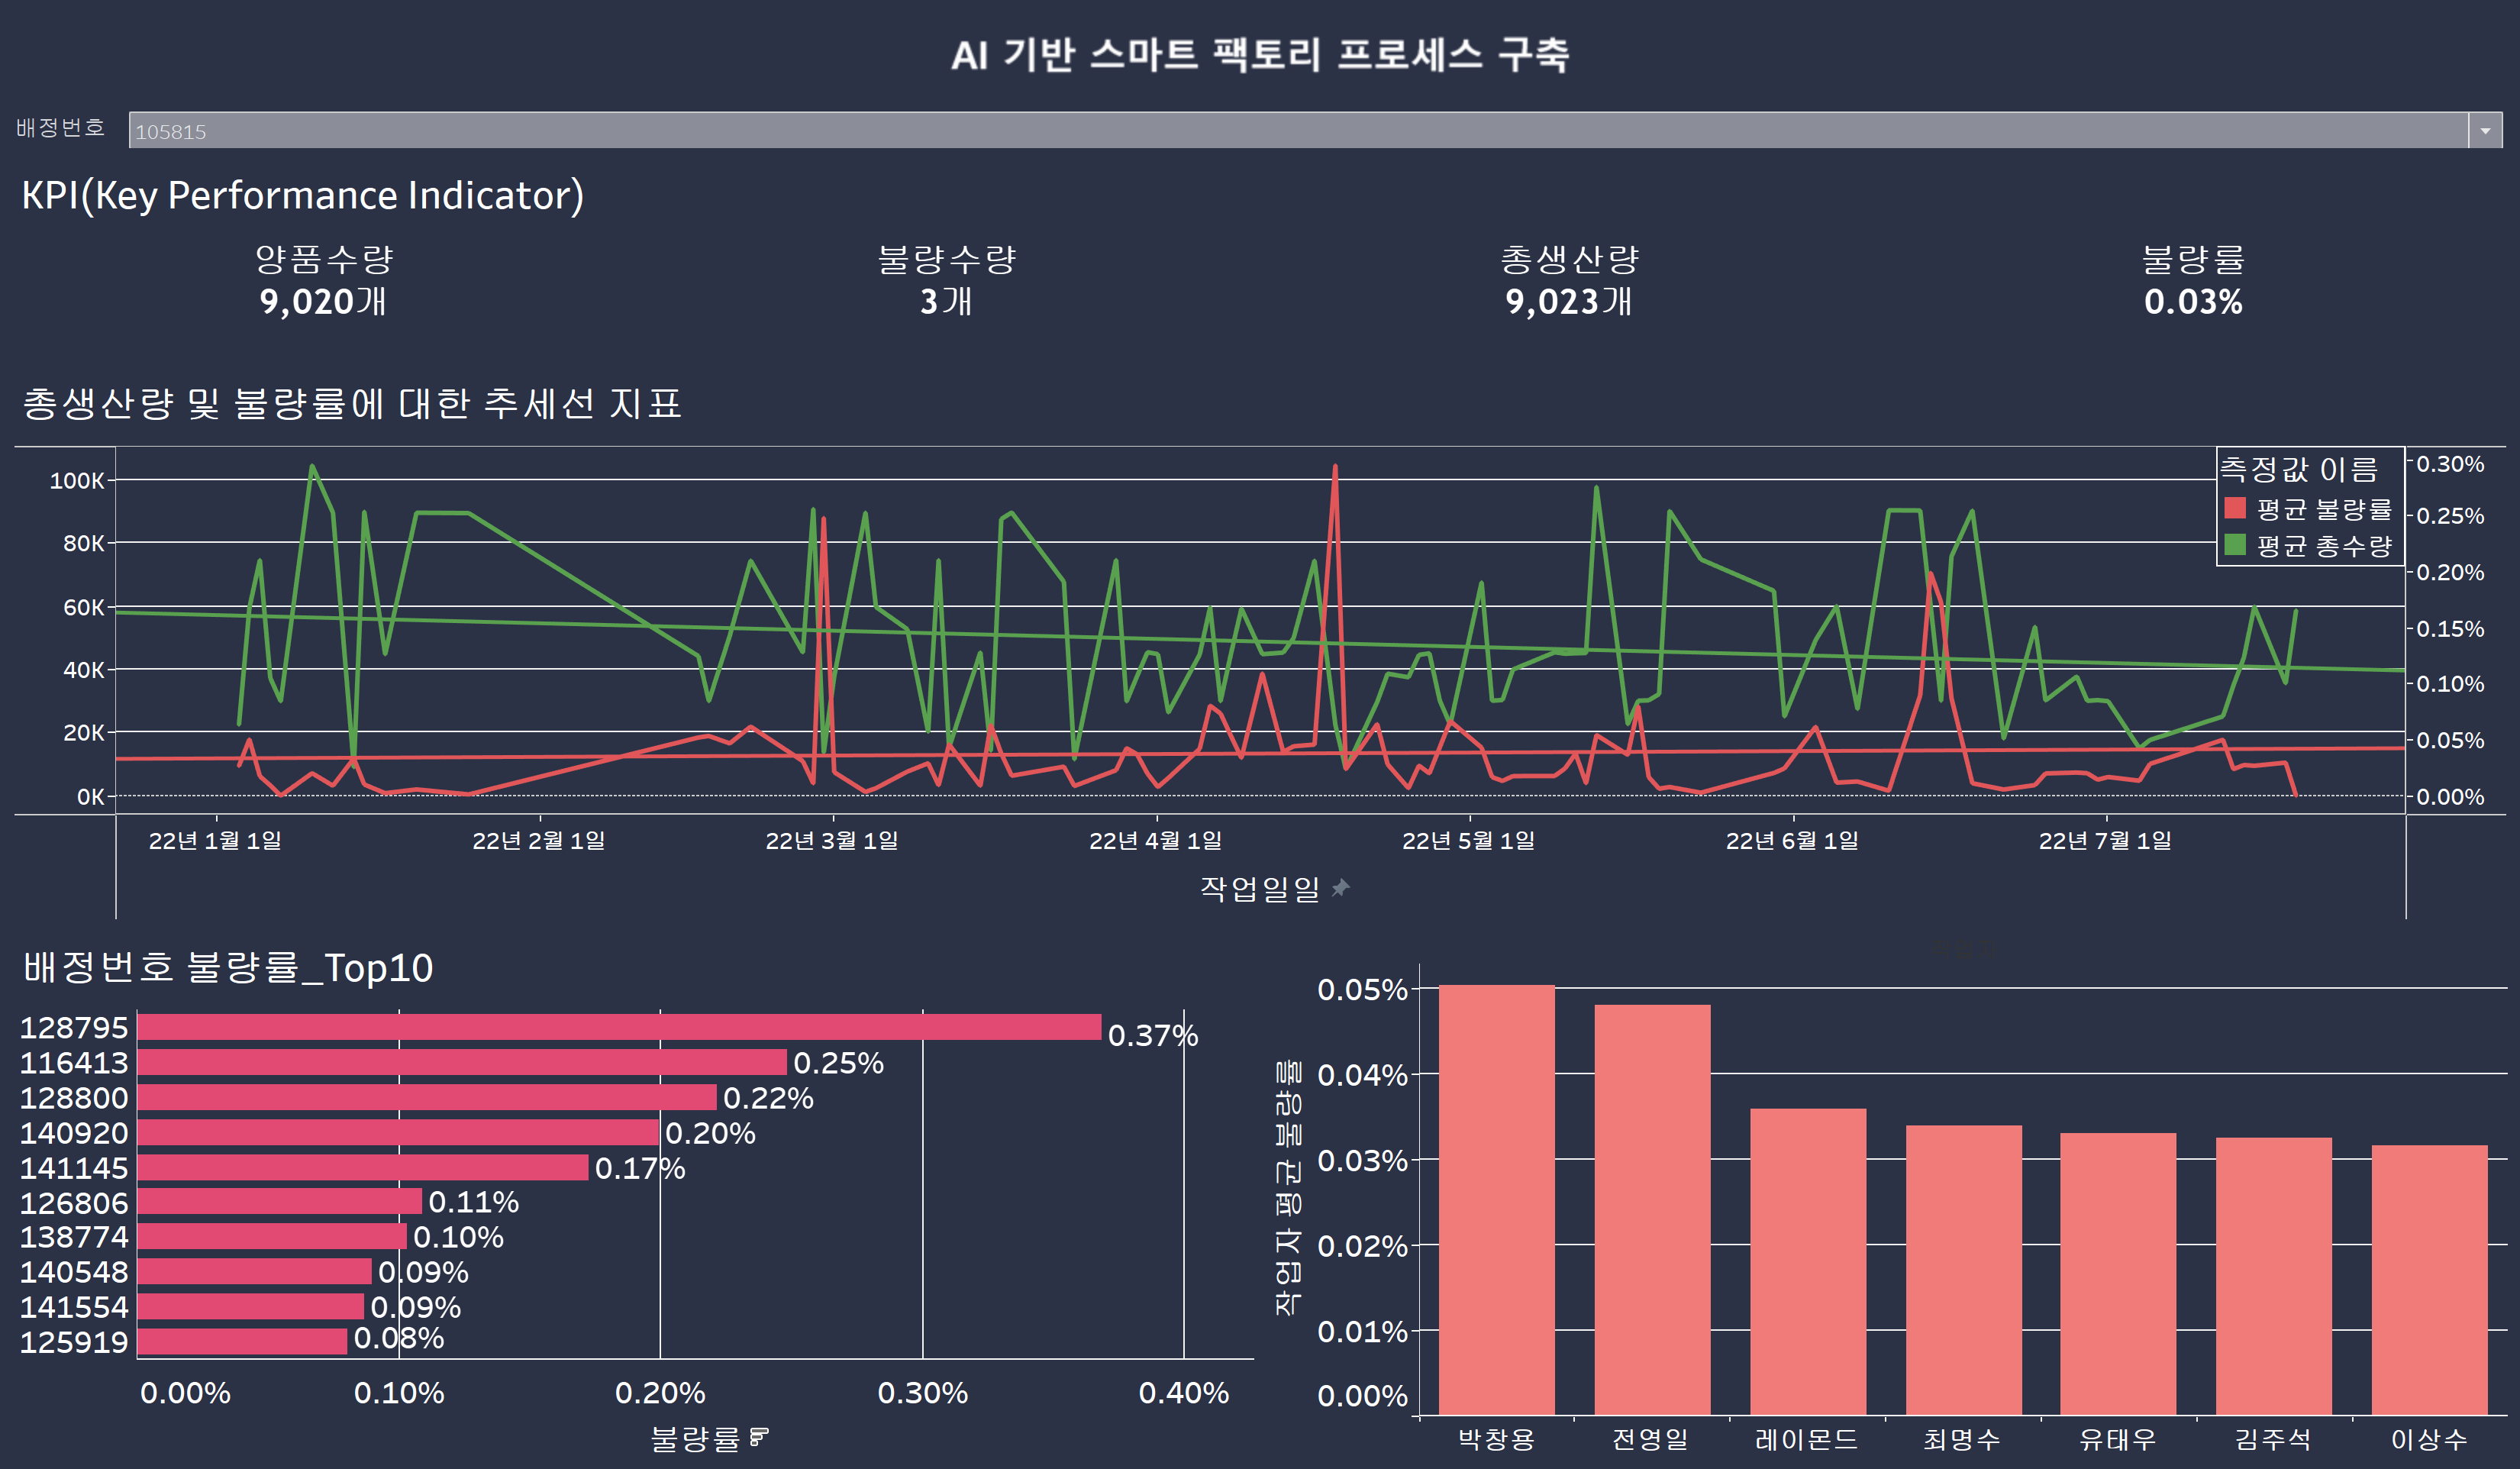 AI 기반 스마트 팩토리 프로세스 구축
배정번호
105815
KPI(Key Performance Indicator)
양품수량 불량수량 총생산량 불량률
9,020개 3개 9,023개 0.03%
총생산량 및 불량률에 대한 추세선 지표
100K
80K
60K
40K
20K
0K
측정값 이름
평균 불량률
평균 총수량
0.30%
0.25%
0.20%
0.15%
0.10%
0.05%
0.00%
22년 1월 1일 22년 2월 1일 22년 3월 1일 22년 4월 1일 22년 5월 1일 22년 6월 1일 22년 7월 1일
작업일일
배정번호 불량률_Top10
128795 0.37%
116413 0.25%
128800 0.22%
140920 0.20%
141145 0.17%
126806 0.11%
138774 0.10%
140548 0.09%
141554 0.09%
125919 0.08%
0.00% 0.10% 0.20% 0.30% 0.40%
불량률
작업자 평균 불량률
0.05%
0.04%
0.03%
0.02%
0.01%
0.00%
박창용 전영일 레이몬드 최명수 유태우 김주석 이상수